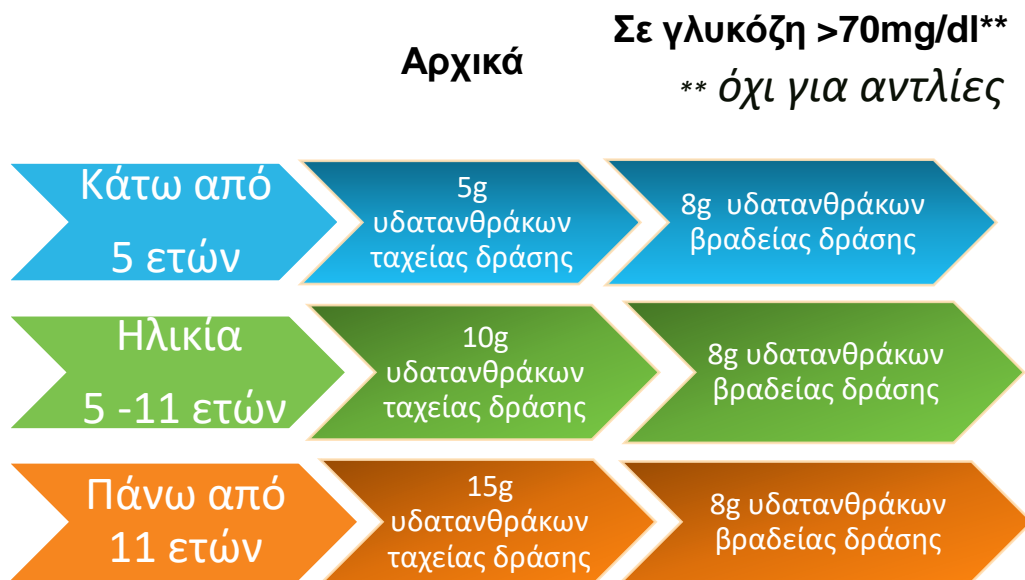 Αρχικά
Σε γλυκόζη >70mg/dl**
** όχι για αντλίες
Κάτω από
5 ετών
5g
υδατανθράκων
ταχείας δράσης
8g υδατανθράκων
βραδείας δράσης
Ηλικία
5 -11 ετών
10g
υδατανθράκων
ταχείας δράσης
8g υδατανθράκων
βραδείας δράσης
Πάνω από
11 ετών
15g
υδατανθράκων
ταχείας δράσης
8g υδατανθράκων
βραδείας δράσης